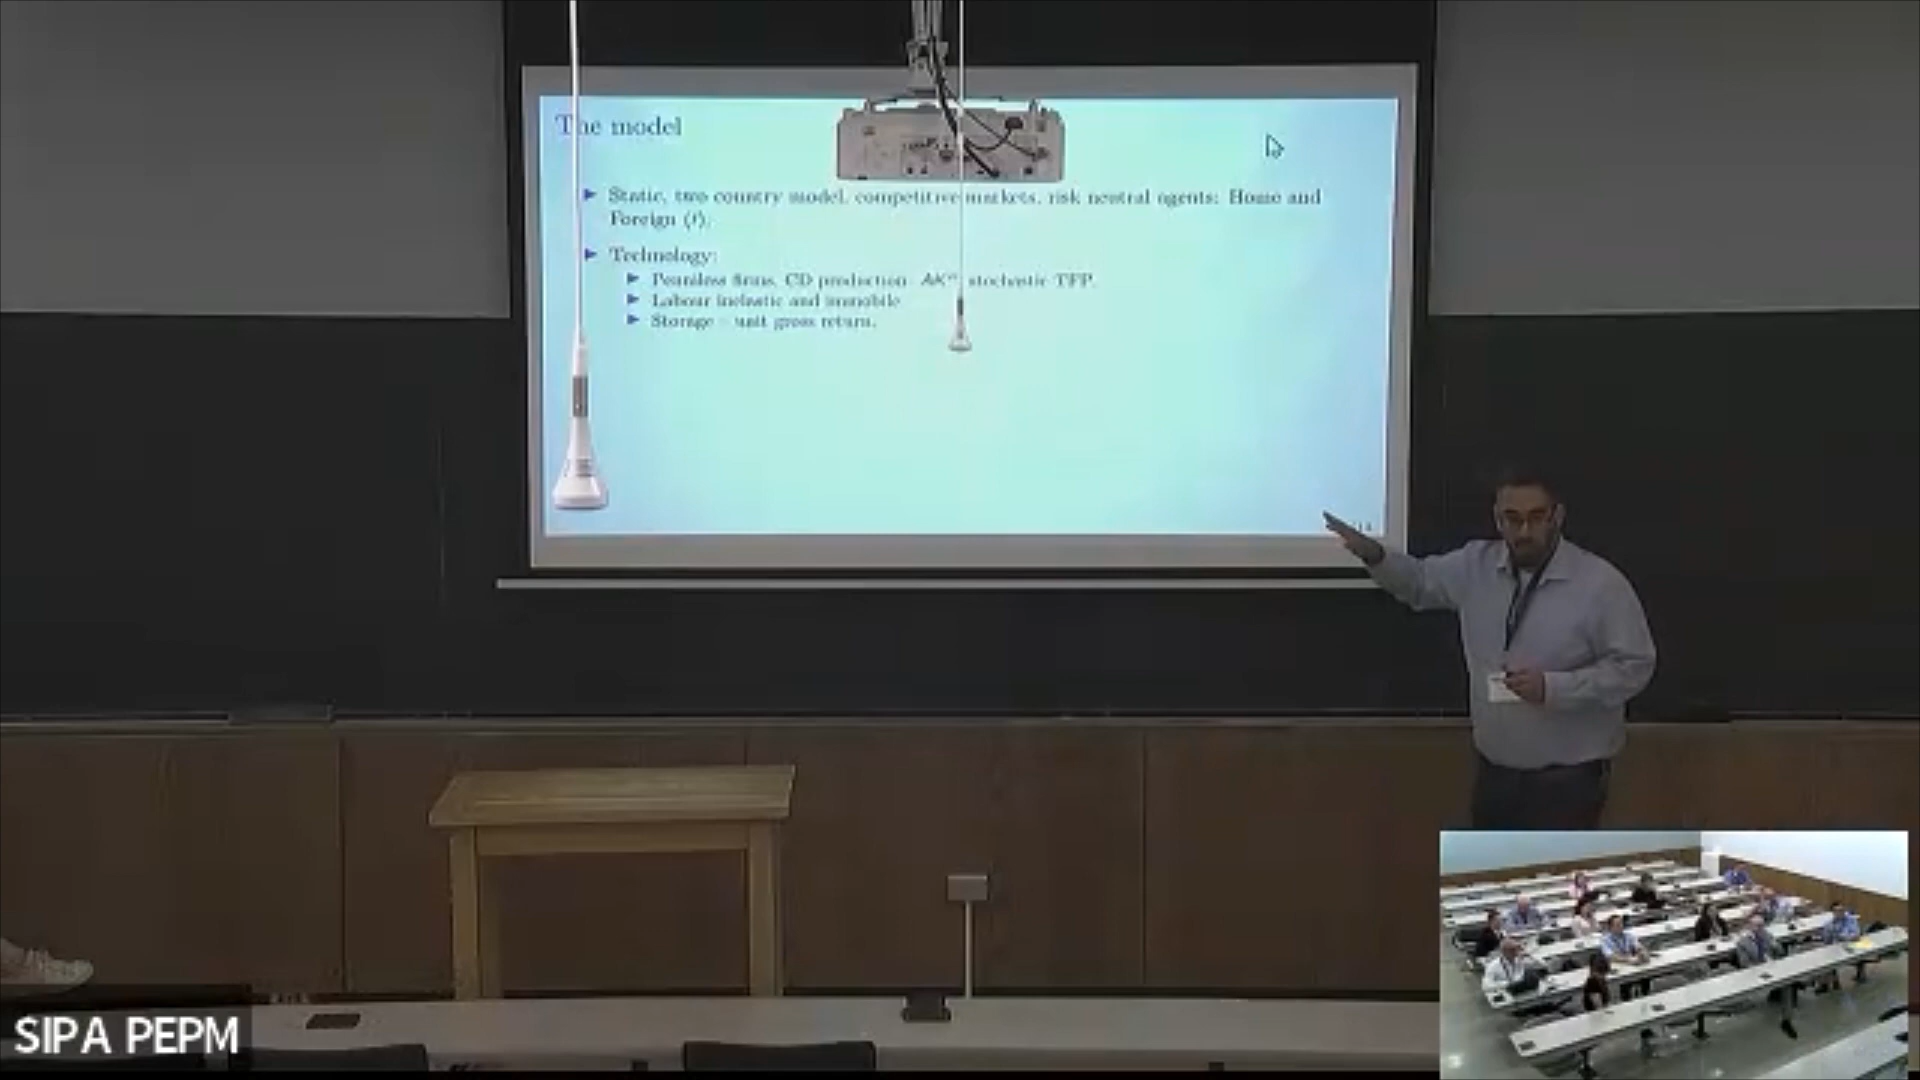 The model
Static, two country model, competitive markets, risk neutral agents: Home and
Foreign (′).
Technology:
Penniless firms, CD production AKᵅ, stochastic TFP.
Labour inelastic and immobile
Storage – unit gross return.
SIPA PEPM